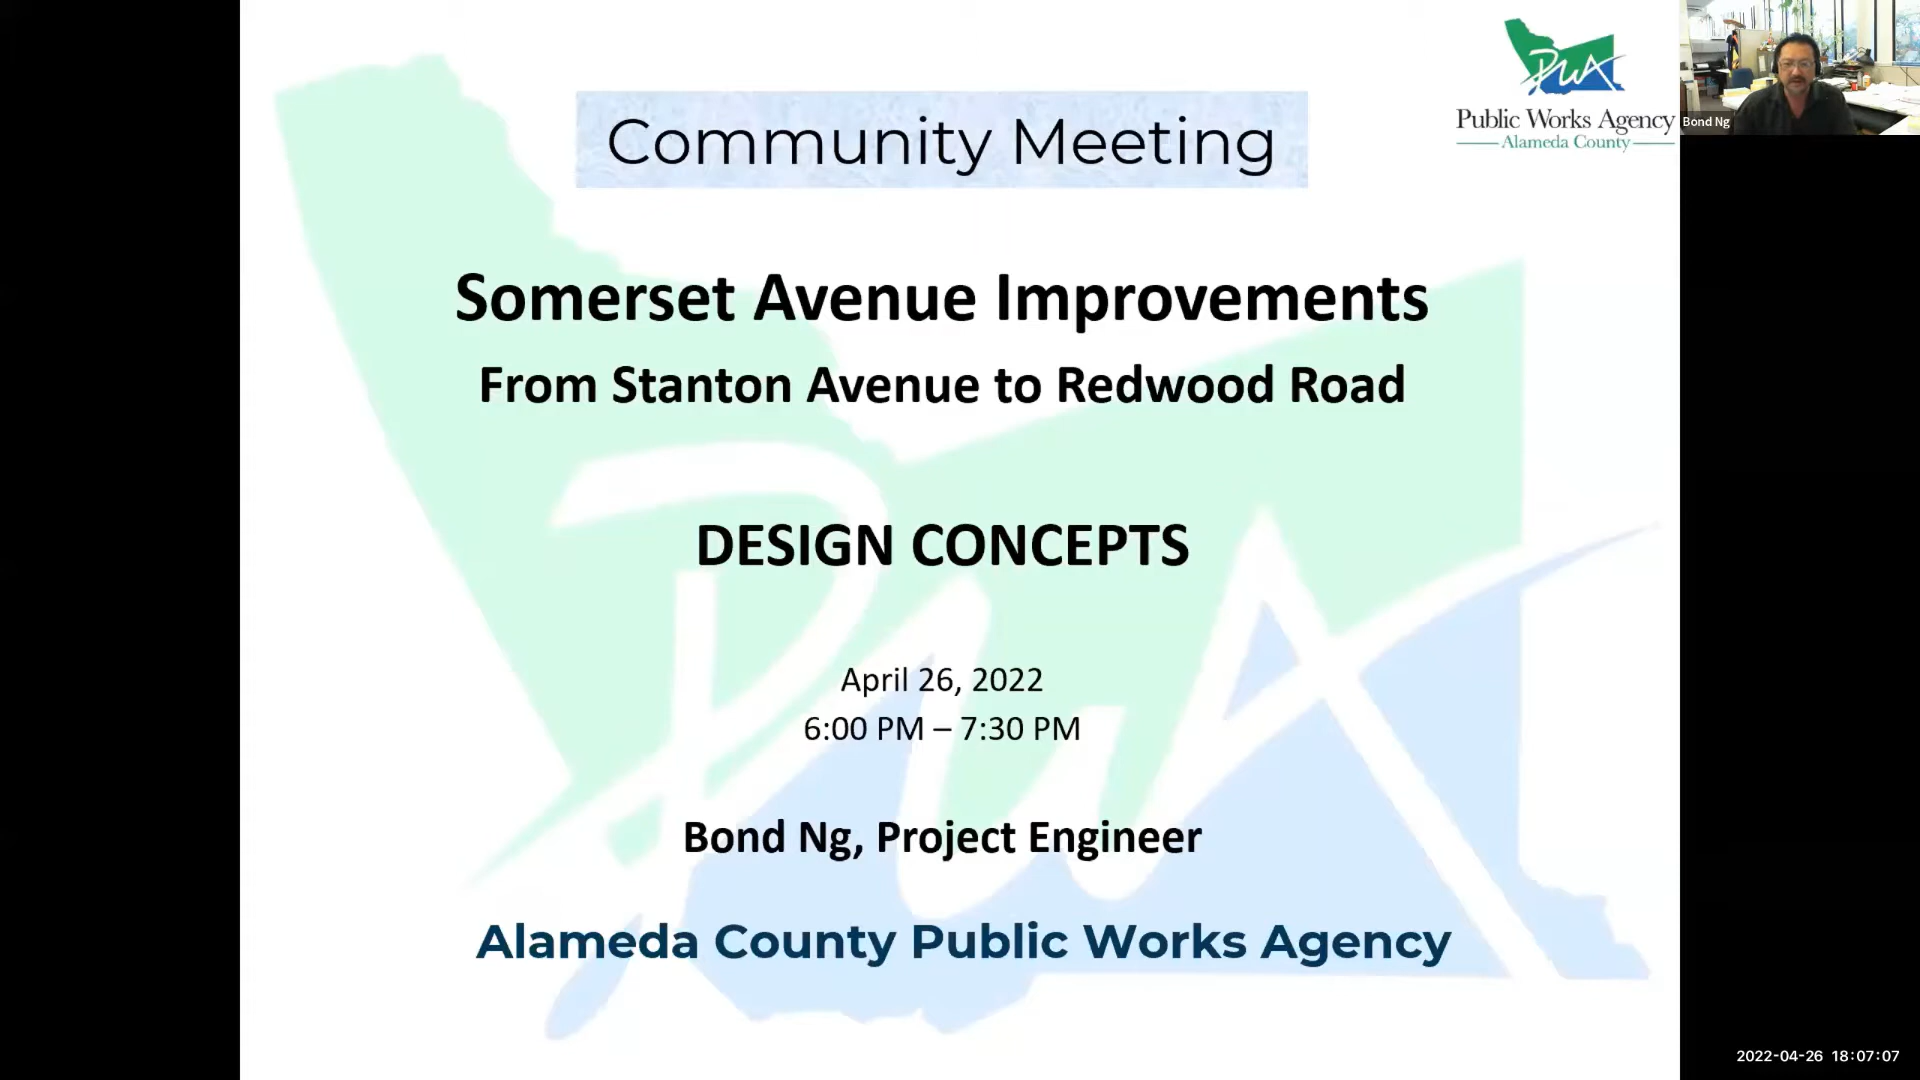 Community Meeting
PWA
Public Works Agency
Alameda County
Bond Ng
Somerset Avenue Improvements
From Stanton Avenue to Redwood Road
DESIGN CONCEPTS
April 26, 2022
6:00 PM – 7:30 PM
Bond Ng, Project Engineer
Alameda County Public Works Agency
2022-04-26 18:07:07